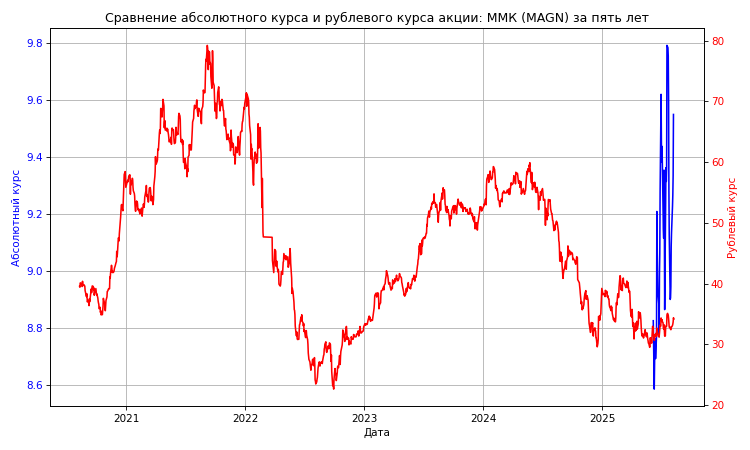 Сравнение абсолютного курса и рублевого курса акции: ММК (MAGN) за пять лет
9.8
9.6
9.4
9.2
9.0
8.8
8.6
Абсолютный курс
80
70
60
50
40
30
20
Рублевый курс
2021 2022 2023 2024 2025
Дата